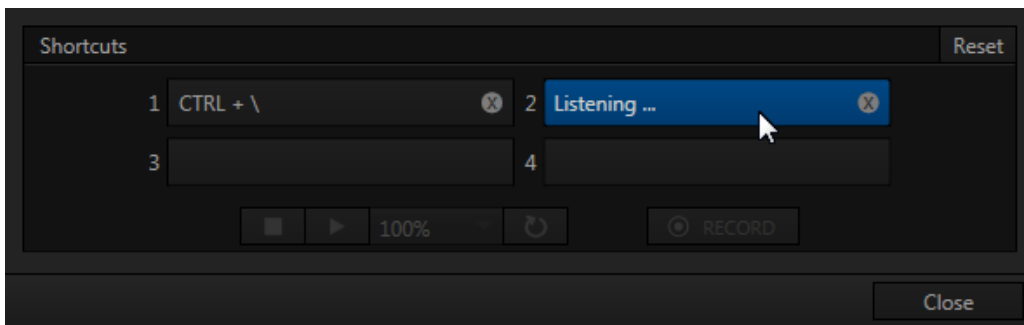 Shortcuts Reset
1 CTRL + \ X 2 Listening ... X
3 4
100% RECORD
Close